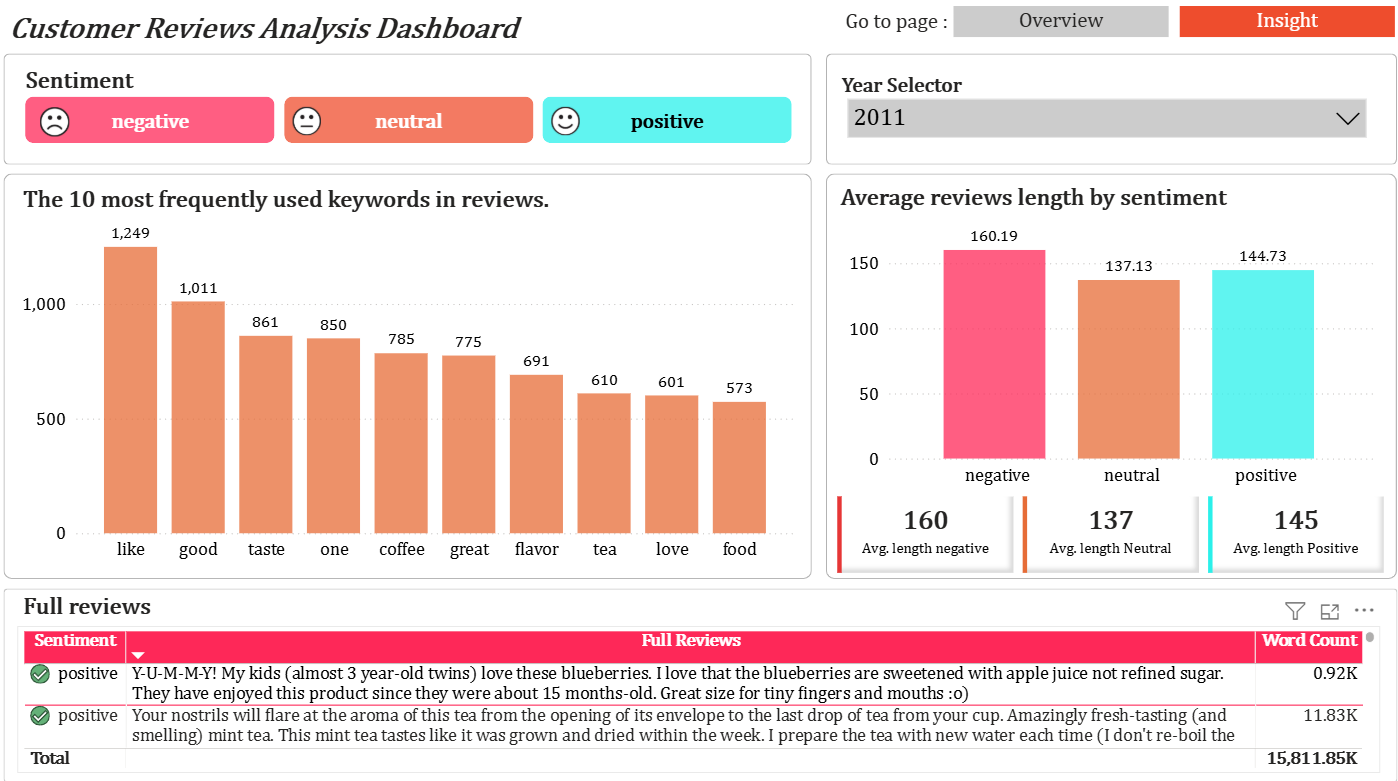 Customer Reviews Analysis Dashboard
Go to page :
Overview
Insight
Sentiment
negative
neutral
positive
Year Selector
2011
The 10 most frequently used keywords in reviews.
1,249
1,011
861
850
785
775
691
610
601
573
1,000
500
0
like
good
taste
one
coffee
great
flavor
tea
love
food
Average reviews length by sentiment
160.19
137.13
144.73
150
100
50
0
negative
neutral
positive
160
Avg. length negative
137
Avg. length Neutral
145
Avg. length Positive
Full reviews
Sentiment
Full Reviews
Word Count
positive
Y-U-M-M-Y! My kids (almost 3 year-old twins) love these blueberries. I love that the blueberries are sweetened with apple juice not refined sugar.
They have enjoyed this product since they were about 15 months-old. Great size for tiny fingers and mouths :o)
0.92K
positive
Your nostrils will flare at the aroma of this tea from the opening of its envelope to the last drop of tea from your cup. Amazingly fresh-tasting (and
smelling) mint tea. This mint tea tastes like it was grown and dried within the week. I prepare the tea with new water each time (I don't re-boil the
11.83K
Total
15,811.85K